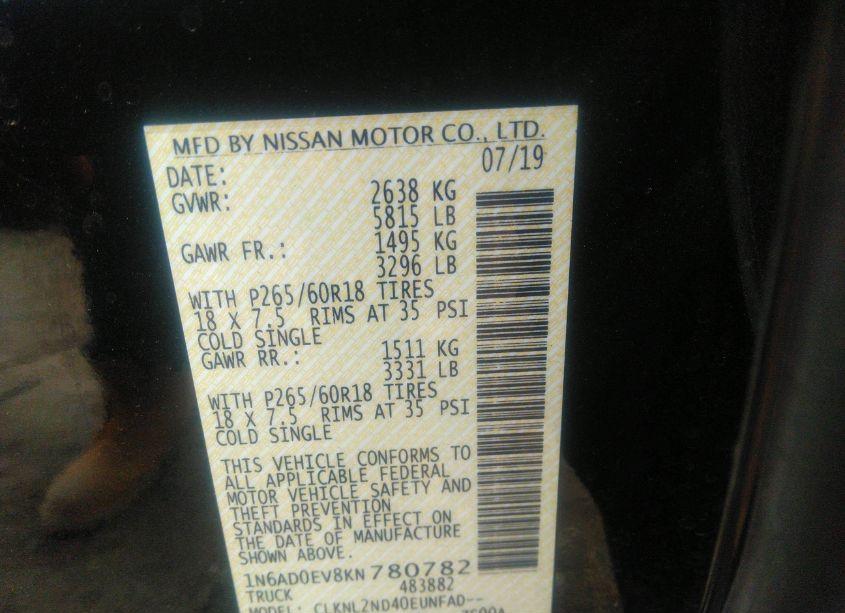 MFD BY NISSAN MOTOR CO., LTD.
DATE: 07/19
GVWR: 2638 KG
5815 LB
GAWR FR.: 1495 KG
3296 LB
WITH P265/60R18 TIRES
18 X 7.5 RIMS AT 35 PSI
COLD SINGLE
GAWR RR.: 1511 KG
3331 LB
WITH P265/60R18 TIRES
18 X 7.5 RIMS AT 35 PSI
COLD SINGLE
THIS VEHICLE CONFORMS TO
ALL APPLICABLE FEDERAL
MOTOR VEHICLE SAFETY AND
THEFT PREVENTION
STANDARDS IN EFFECT ON
THE DATE OF MANUFACTURE
SHOWN ABOVE.
1N6AD0EV8KN780782
TRUCK 483882
MODEL: CLKNL2ND40EUNFAD--